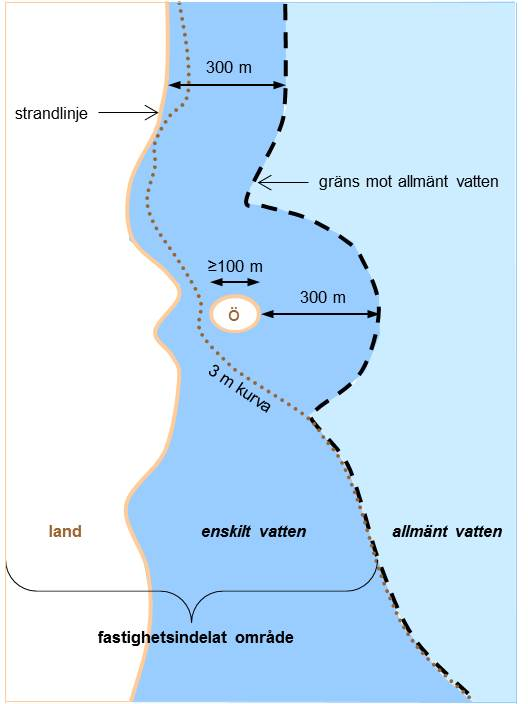 300 m
strandlinje
gräns mot allmänt vatten
≥100 m
300 m
Ö
3 m kurva
land
enskilt vatten
allmänt vatten
fastighetsindelat område